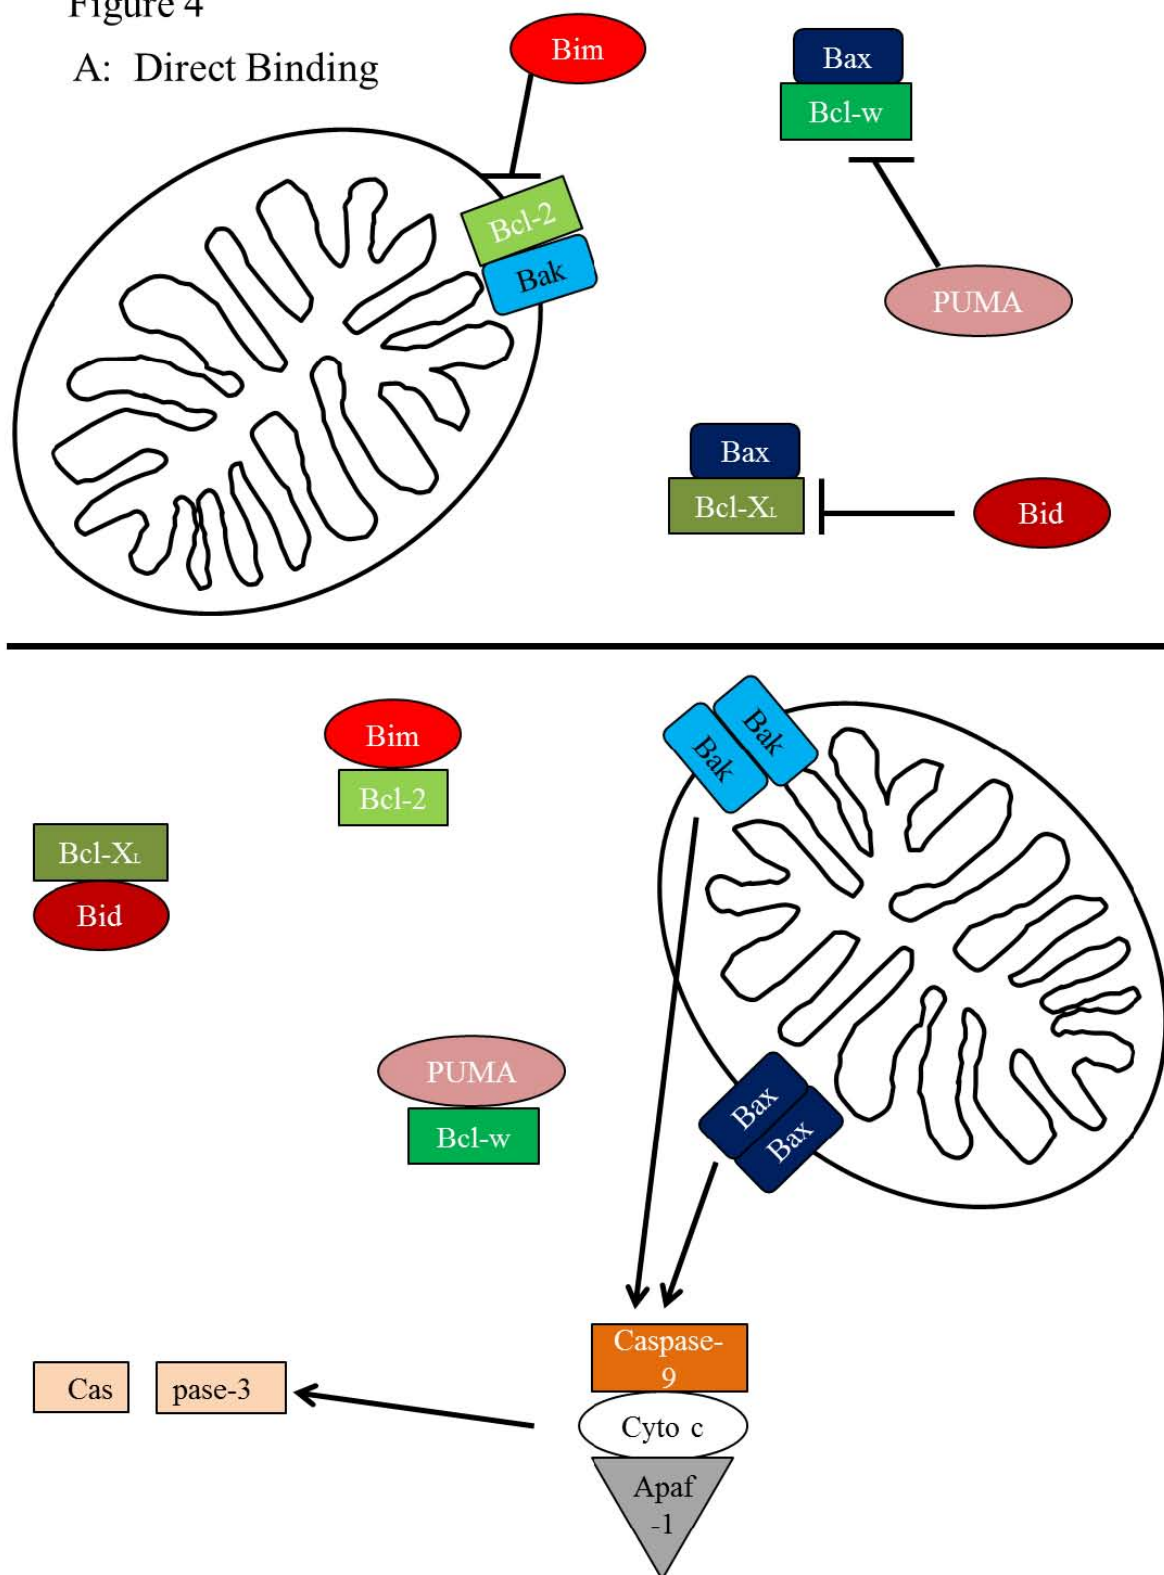 Figure 4
A: Direct Binding
Bim
Bax
Bcl-w
Bcl-2
Bak
PUMA
Bax
Bcl-XL
Bid
Bak
Bak
Bim
Bcl-2
Bcl-XL
Bid
PUMA
Bcl-w
Bax
Bax
Caspase-
9
Cas
pase-3
Cyto c
Apaf
-1